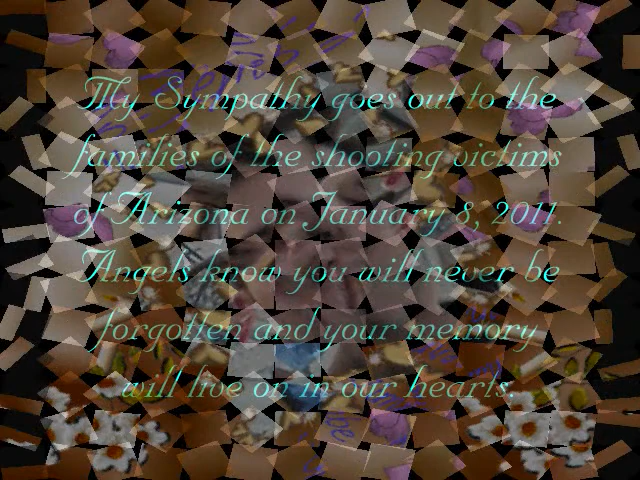 My Sympathy goes out to the
families of the shooting victims
of Arizona on January 8, 2011.
Angels know you will never be
forgotten and your memory
will live on in our hearts.